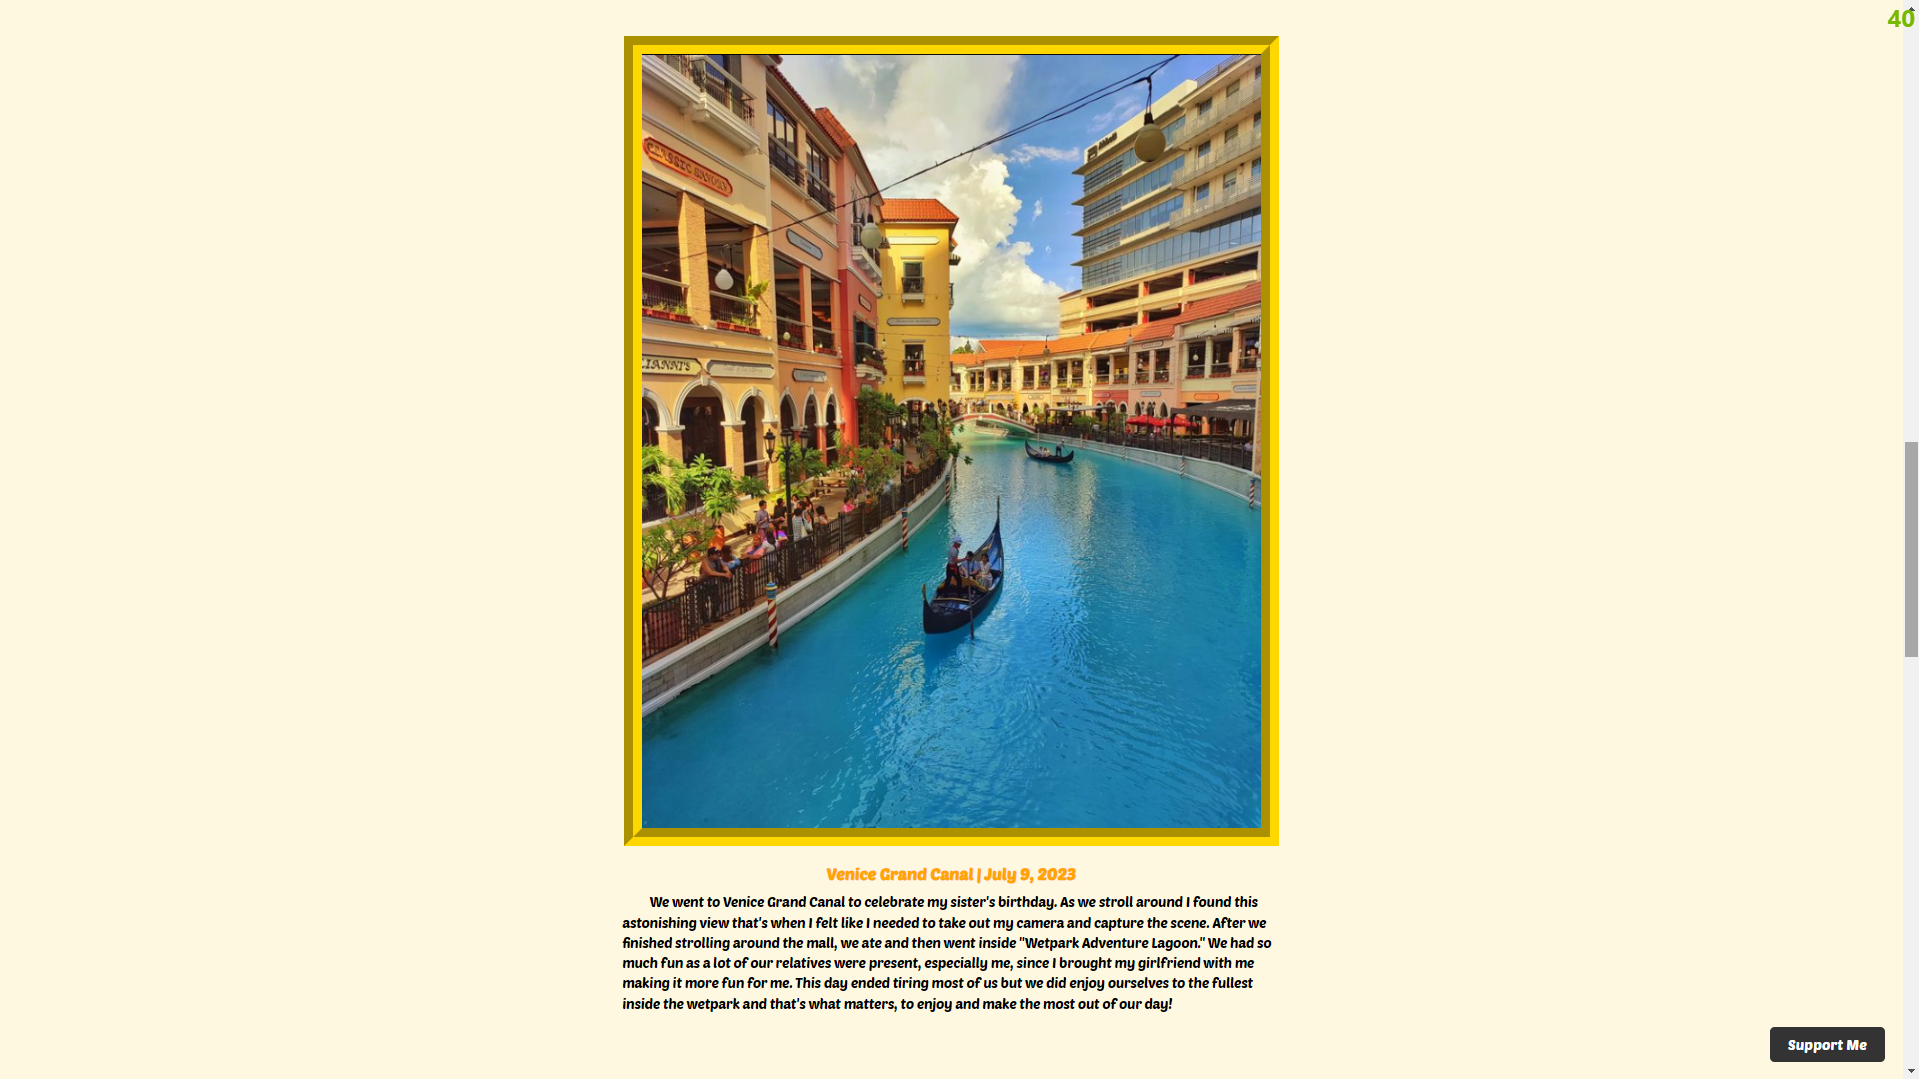 40
CLASSIC SAVORY
Abbott
IANNI'S
Venice Grand Canal | July 9, 2023
We went to Venice Grand Canal to celebrate my sister's birthday. As we stroll around I found this
astonishing view that's when I felt like I needed to take out my camera and capture the scene. After we
finished strolling around the mall, we ate and then went inside "Wetpark Adventure Lagoon." We had so
much fun as a lot of our relatives were present, especially me, since I brought my girlfriend with me
making it more fun for me. This day ended tiring most of us but we did enjoy ourselves to the fullest
inside the wetpark and that's what matters, to enjoy and make the most out of our day!
Support Me